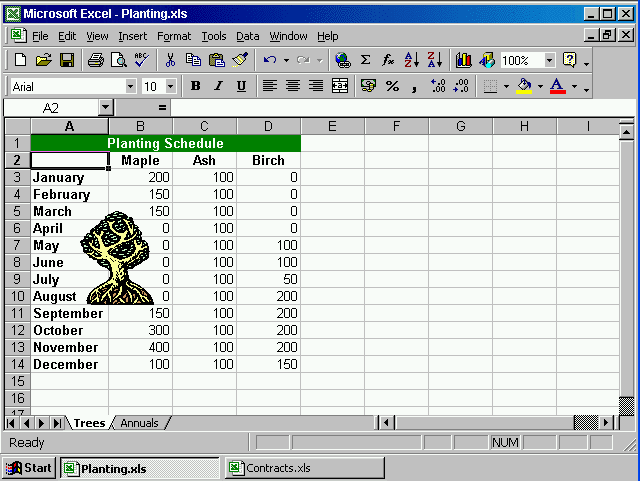 Microsoft Excel - Planting.xls
File Edit View Insert Format Tools Data Window Help
ABC 100% ?
Arial 10 B I U % , .00 .00
A2 =
A B C D E F G H I
1 Planting Schedule
2 Maple Ash Birch
3 January 200 100 0
4 February 150 100 0
5 March 150 100 0
6 April 0 100 0
7 May 0 100 100
8 June 0 100 100
9 July 0 100 50
10 August 0 100 200
11 September 150 100 200
12 October 300 100 200
13 November 400 100 200
14 December 100 100 150
15
16
17
Trees Annuals
Ready NUM
Start Planting.xls Contracts.xls